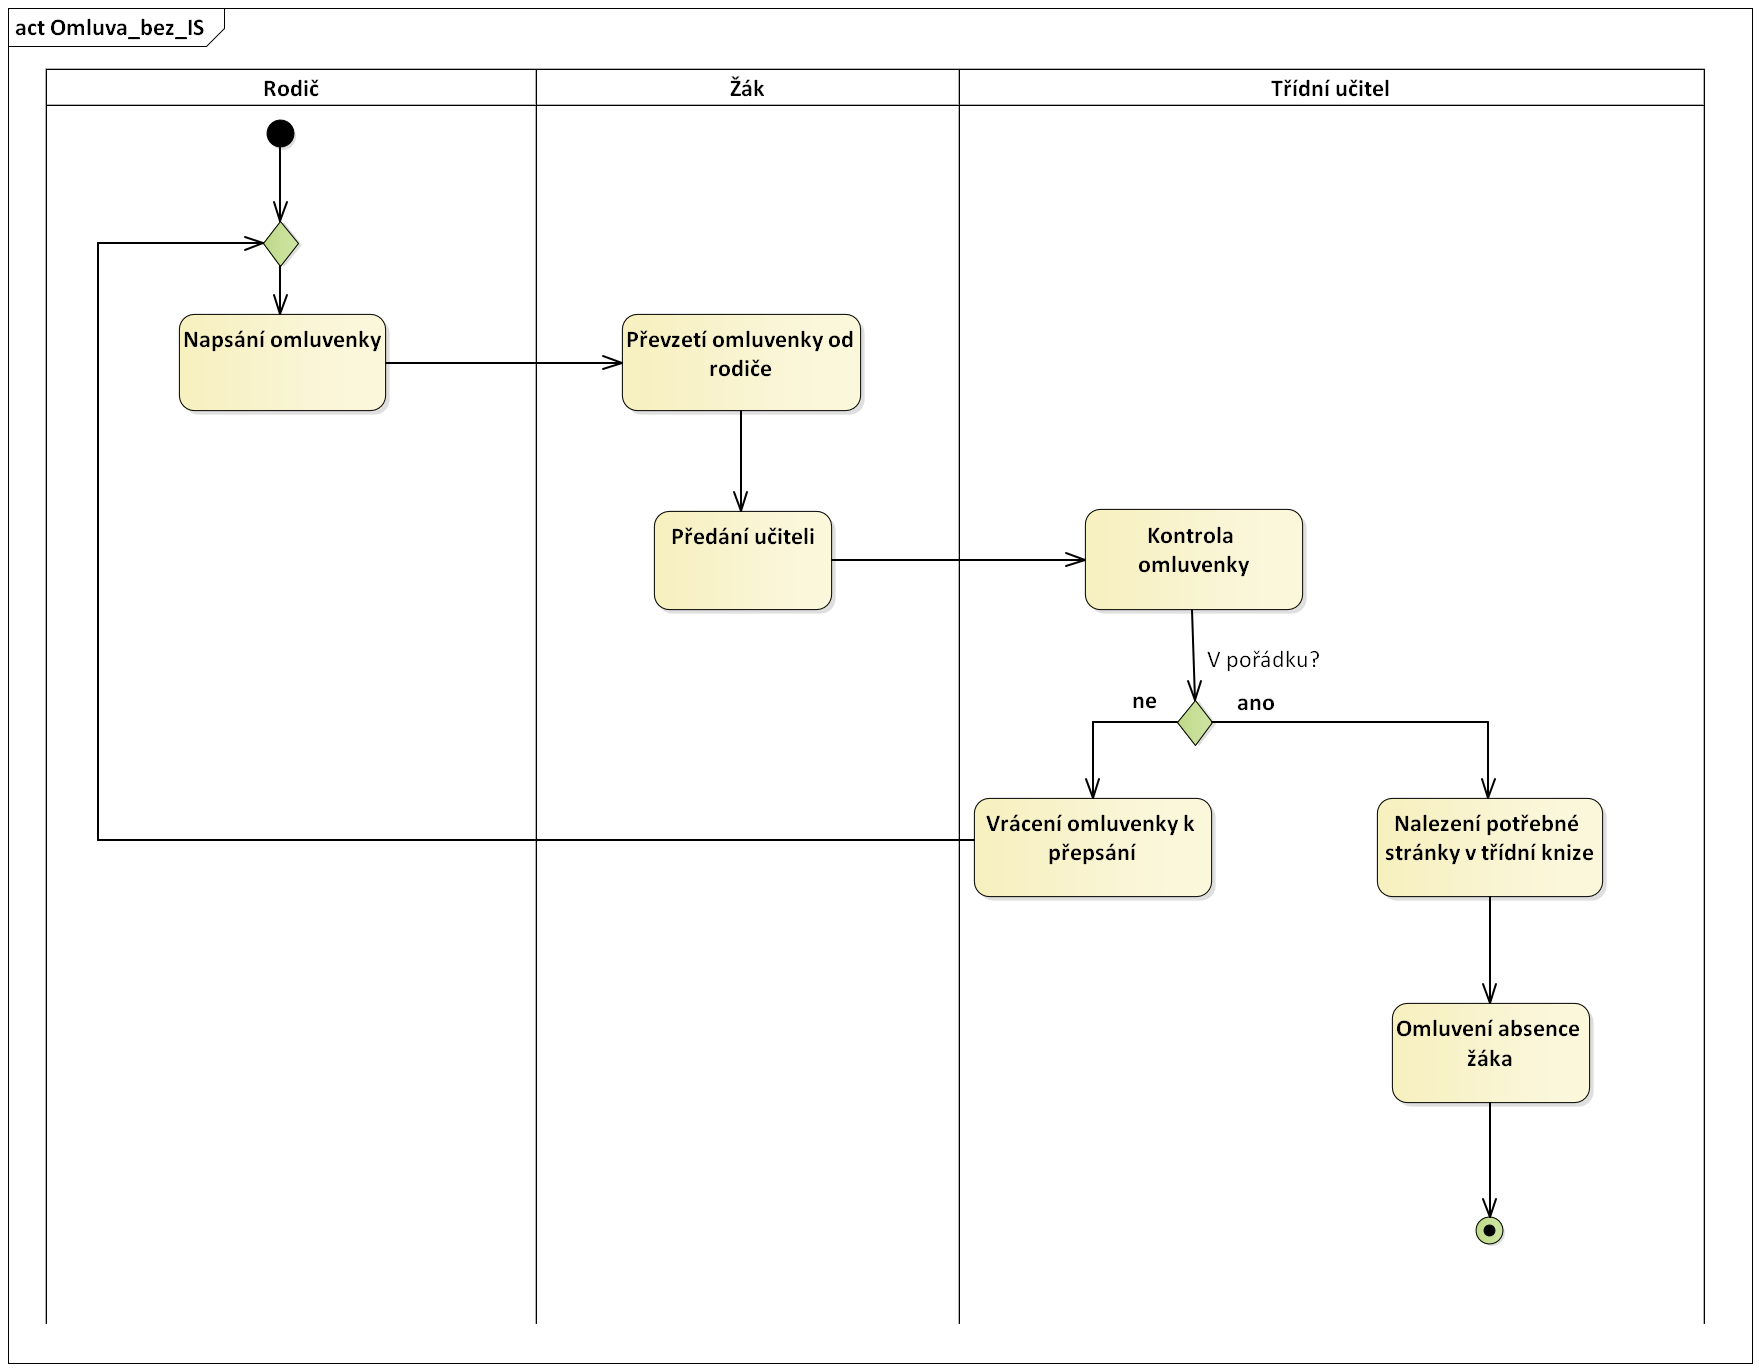 act Omluva_bez_IS
Rodič
Žák
Třídní učitel
Napsání omluvenky
Převzetí omluvenky od
rodiče
Předání učiteli
Kontrola
omluvenky
V pořádku?
ne
ano
Vrácení omluvenky k
přepsání
Nalezení potřebné
stránky v třídní knize
Omluvení absence
žáka